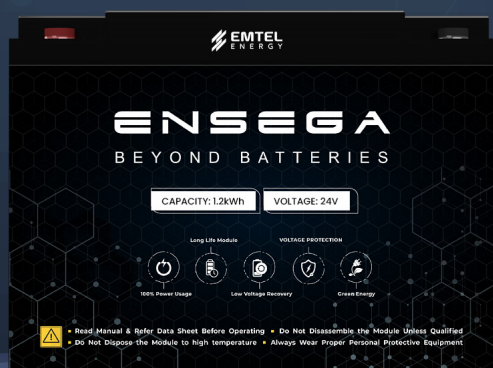 EMTEL
ENERGY
ENSEGA
BEYOND BATTERIES
CAPACITY: 1.2kWh
VOLTAGE: 24V
Long Life Module
VOLTAGE PROTECTION
100% Power Usage
Low Voltage Recovery
Green Energy
Read Manual & Refer Data Sheet Before Operating • Do Not Disassemble the Module Unless Qualified
Do Not Dispose the Module to high temperature • Always Wear Proper Personal Protective Equipment